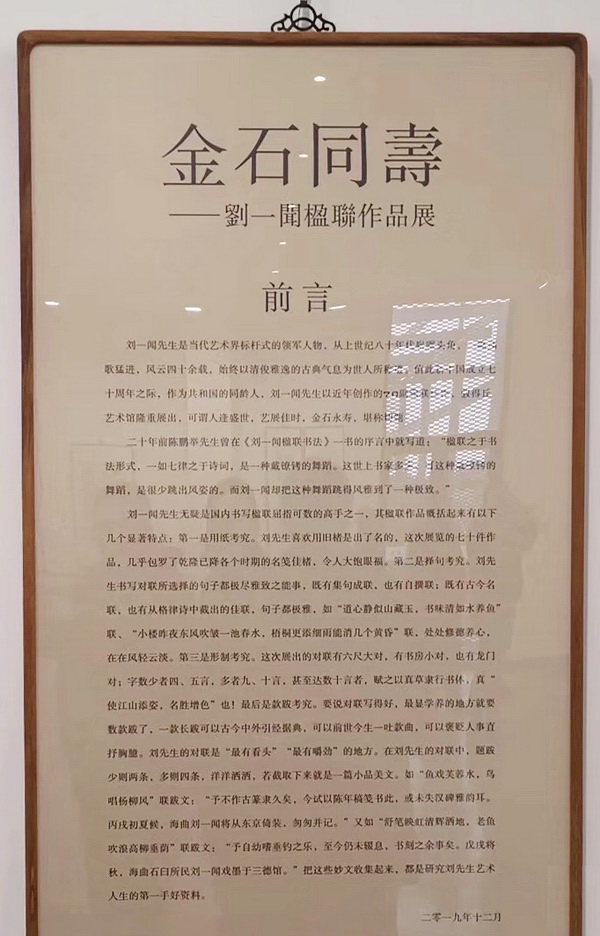 金石同壽
——劉一聞楹聯作品展
前言
刘一闻先生是当代艺术界标杆式的领军人物，从上世纪八十年代崭露头角，
歌猛进，风云四十余载，始终以清俊雅逸的古典气息为世人所称道。值此新中国成立七
十周年之际，作为共和国的同龄人，刘一闻先生以近年创作的70
艺术馆隆重展出，可谓人逢盛世，艺展佳时，金石永寿，堪称
二十年前陈鹏举先生曾在《刘一闻楹联书法》一书的序言中就写道：“楹联之于书
法形式，一如七律之于诗词，是一种戴镣铐的舞蹈。这世上书家多
舞蹈，是很少跳出风姿的。而刘一闻却把这种舞蹈跳得风雅到了一种极致。”
刘一闻先生无疑是国内书写楹联屈指可数的高手之一，其楹联作品概括起来有以下
几个显著特点：第一是用纸考究。刘先生喜欢用旧楮是出了名的，这次展览的七十件作
品，几乎包罗了乾隆已降各个时期的名笺佳楮，令人大饱眼福。第二是择句考究。刘先
生书写对联所选择的句子都极尽雅致之能事，既有集句成联，也有自撰联；既有古今名
联，也有从格律诗中截出的佳联，句子都极雅，如“道心静似山藏玉，书味清如水养鱼”
联、“小楼昨夜东风吹皱一池春水，梧桐更添细雨能消几个黄昏”联，处处修德养心，
在在风轻云淡。第三是形制考究。这次展出的对联有六尺大对，有书房小对，也有龙门
对；字数少者四、五言，多者九、十言，甚至达数十言者，赋之以真草隶行书体，真“
使江山添姿，名胜增色”也！最后是款跋考究。要说对联写得好，最显学养的地方就要
数款跋了，一款长跋可以古今中外引经据典，可以前世今生一吐款曲，可以褒贬人事直
抒胸臆。刘先生的对联是“最有看头”“最有嚼劲”的地方。在刘先生的对联中，题跋
少则两条，多则四条，洋洋洒洒，若截取下来就是一篇小品美文。如“鱼戏芙蓉水，鸟
唱杨柳风”联跋文：“予不作古篆隶久矣，今试以陈年稿笺书此，或未失汉碑雅韵耳。
丙戌初夏候，海曲刘一闻将从东京倚装，匆匆并记。”又如“舒笔映虹清辉洒地，老鱼
吹浪高柳垂荫”联跋文：“予自幼嗜垂钓之乐，至今仍未辍息，书刻之余事矣。戊戌将
秋，海曲石臼所民刘一闻戏墨于三德馆。”把这些妙文收集起来，都是研究刘先生艺术
人生的第一手好资料。
二零一九年十二月